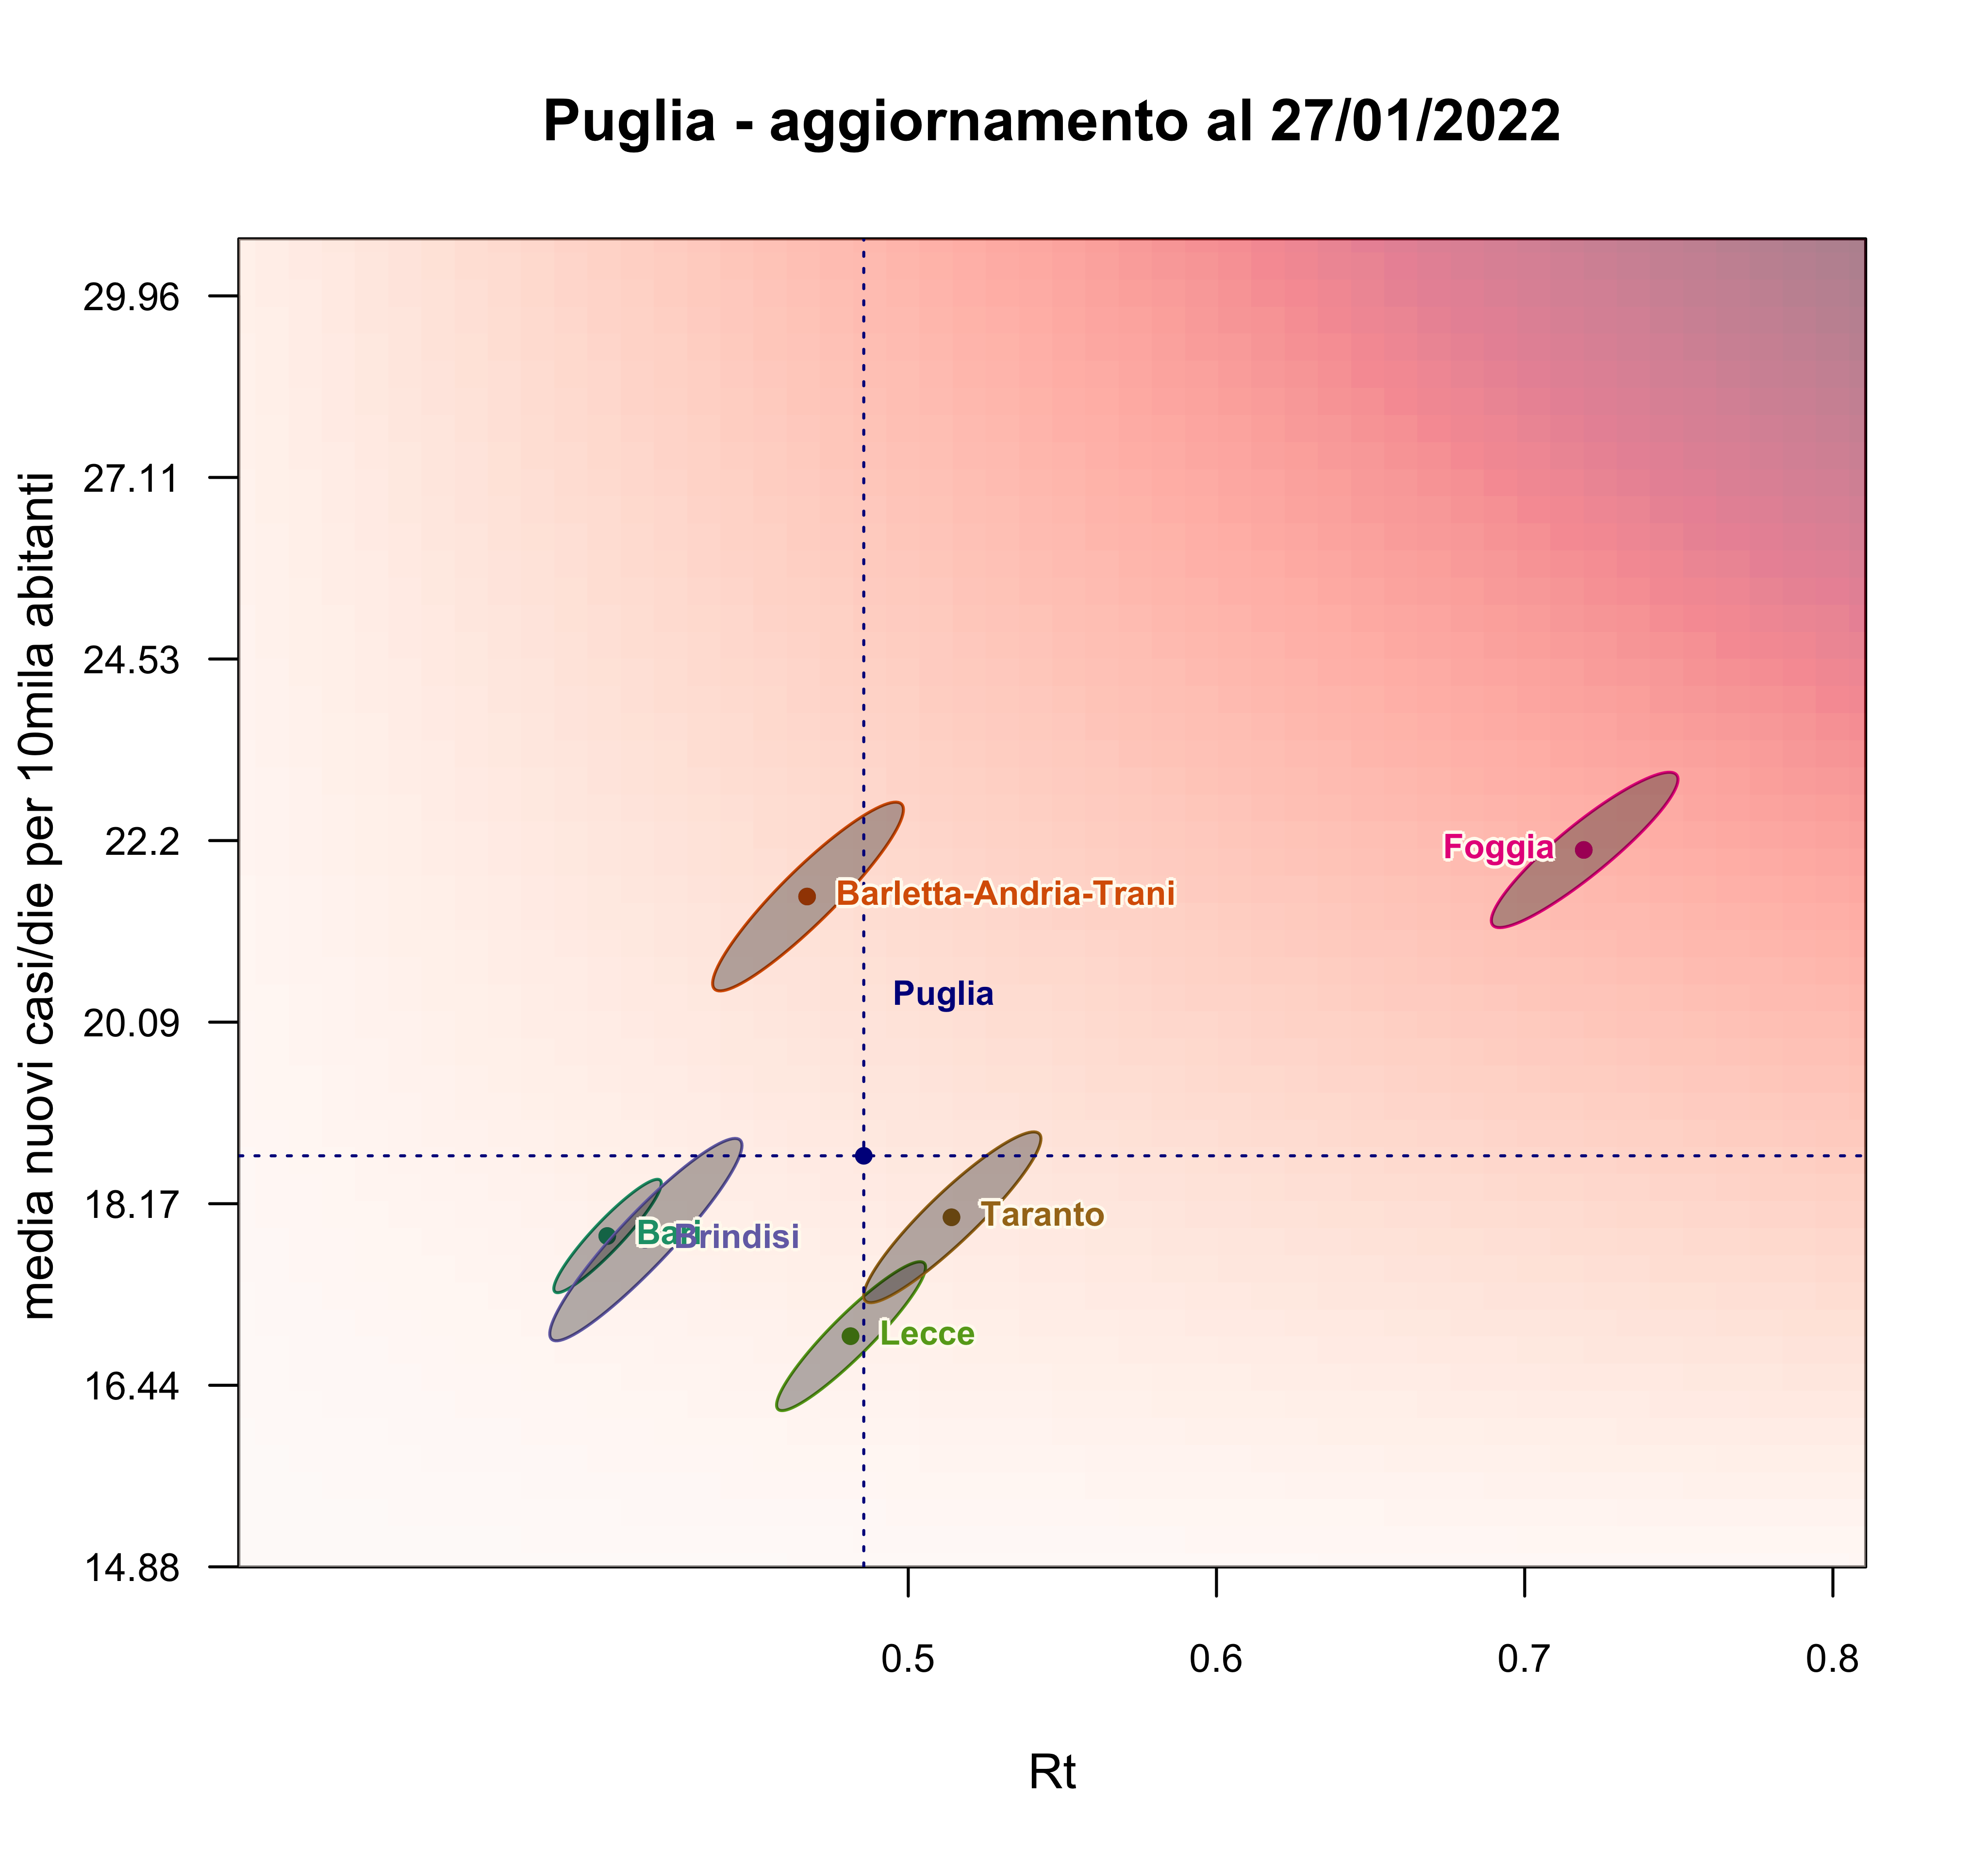 Puglia - aggiornamento al 27/01/2022
media nuovi casi/die per 10mila abitanti
29.96
27.11
24.53
22.2
20.09
18.17
16.44
14.88
Foggia
Barletta-Andria-Trani
Puglia
Taranto
Bari
Brindisi
Lecce
0.5
0.6
0.7
0.8
Rt